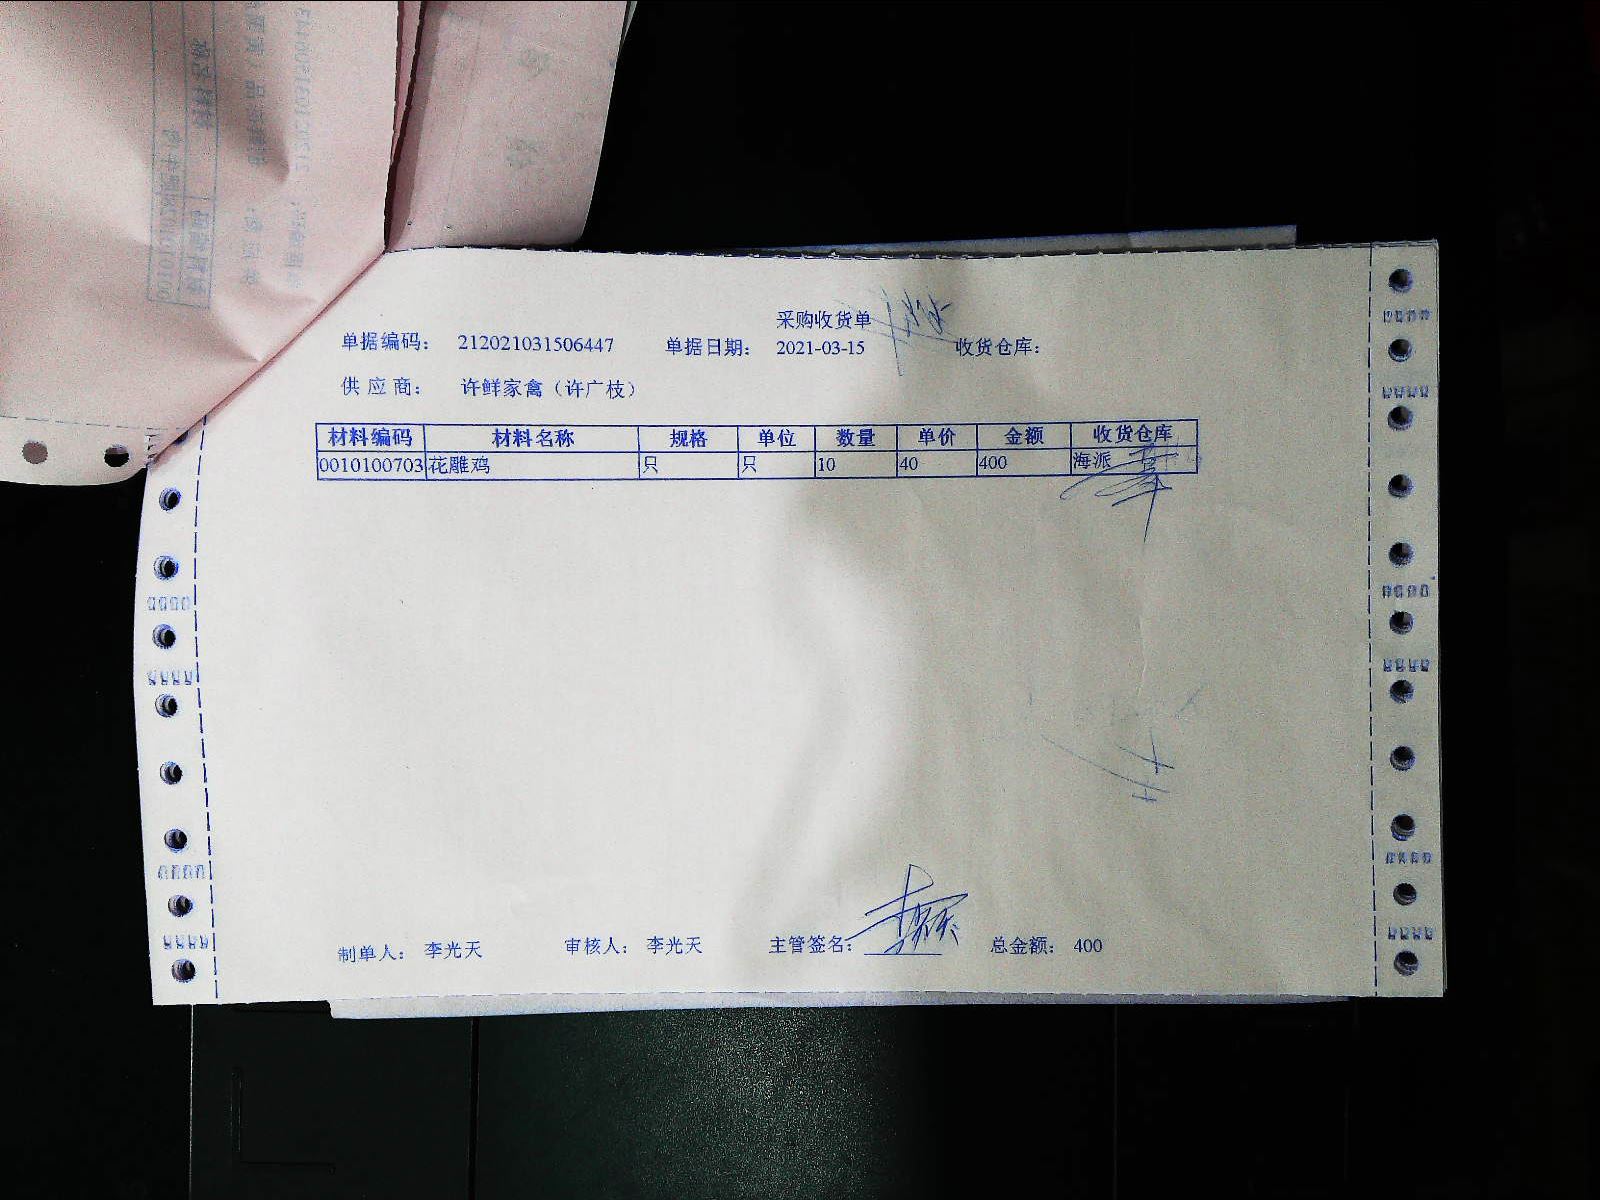 采购收货单
单据编码： 212021031506447 单据日期： 2021-03-15 收货仓库：
供应商： 许鲜家禽（许广枝）
材料编码 材料名称 规格 单位 数量 单价 金额 收货仓库
0010100703 花雕鸡 只 只 10 40 400 海派
制单人： 李光天 审核人： 李光天 主管签名： 总金额： 400